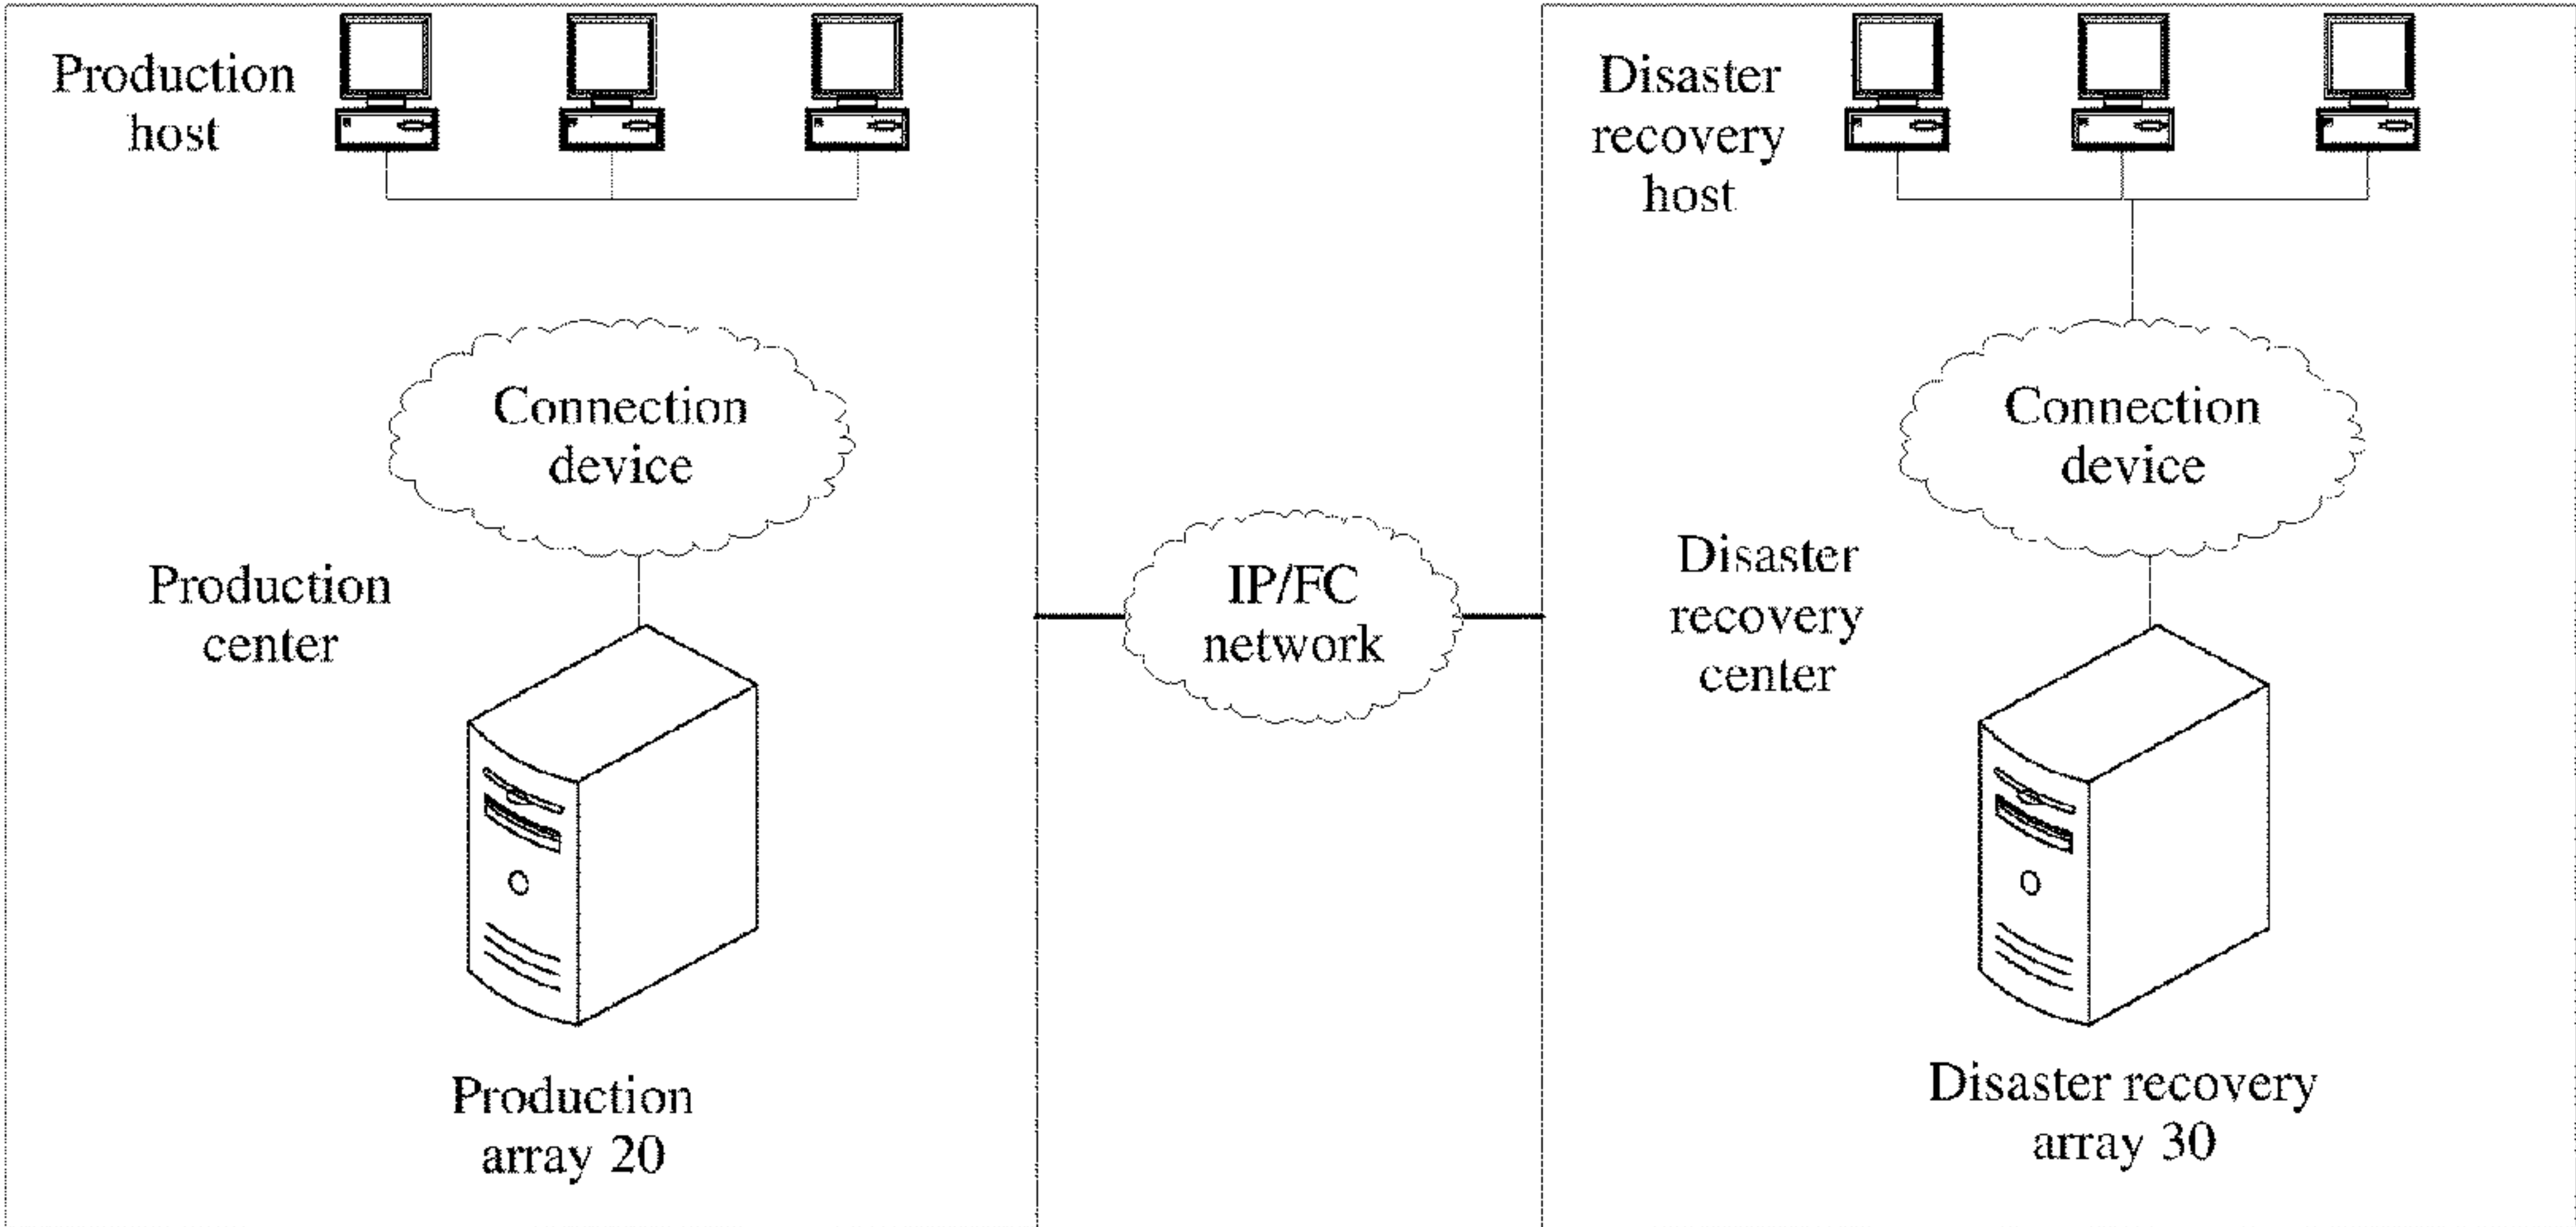 Production
host
Connection
device
Production
center
Production
array 20
IP/FC
network
Disaster
recovery
host
Connection
device
Disaster
recovery
center
Disaster recovery
array 30